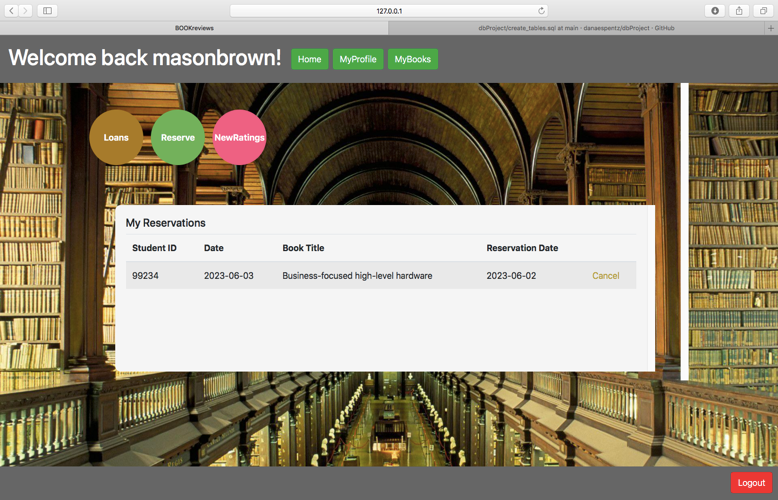 127.0.0.1
BOOKreviews
dbProject/create_tables.sql at main · danaespentz/dbProject · GitHub
Welcome back masonbrown!
Home
MyProfile
MyBooks
Loans
Reserve
NewRatings
My Reservations
Student ID Date Book Title Reservation Date
99234 2023-06-03 Business-focused high-level hardware 2023-06-02 Cancel
Logout